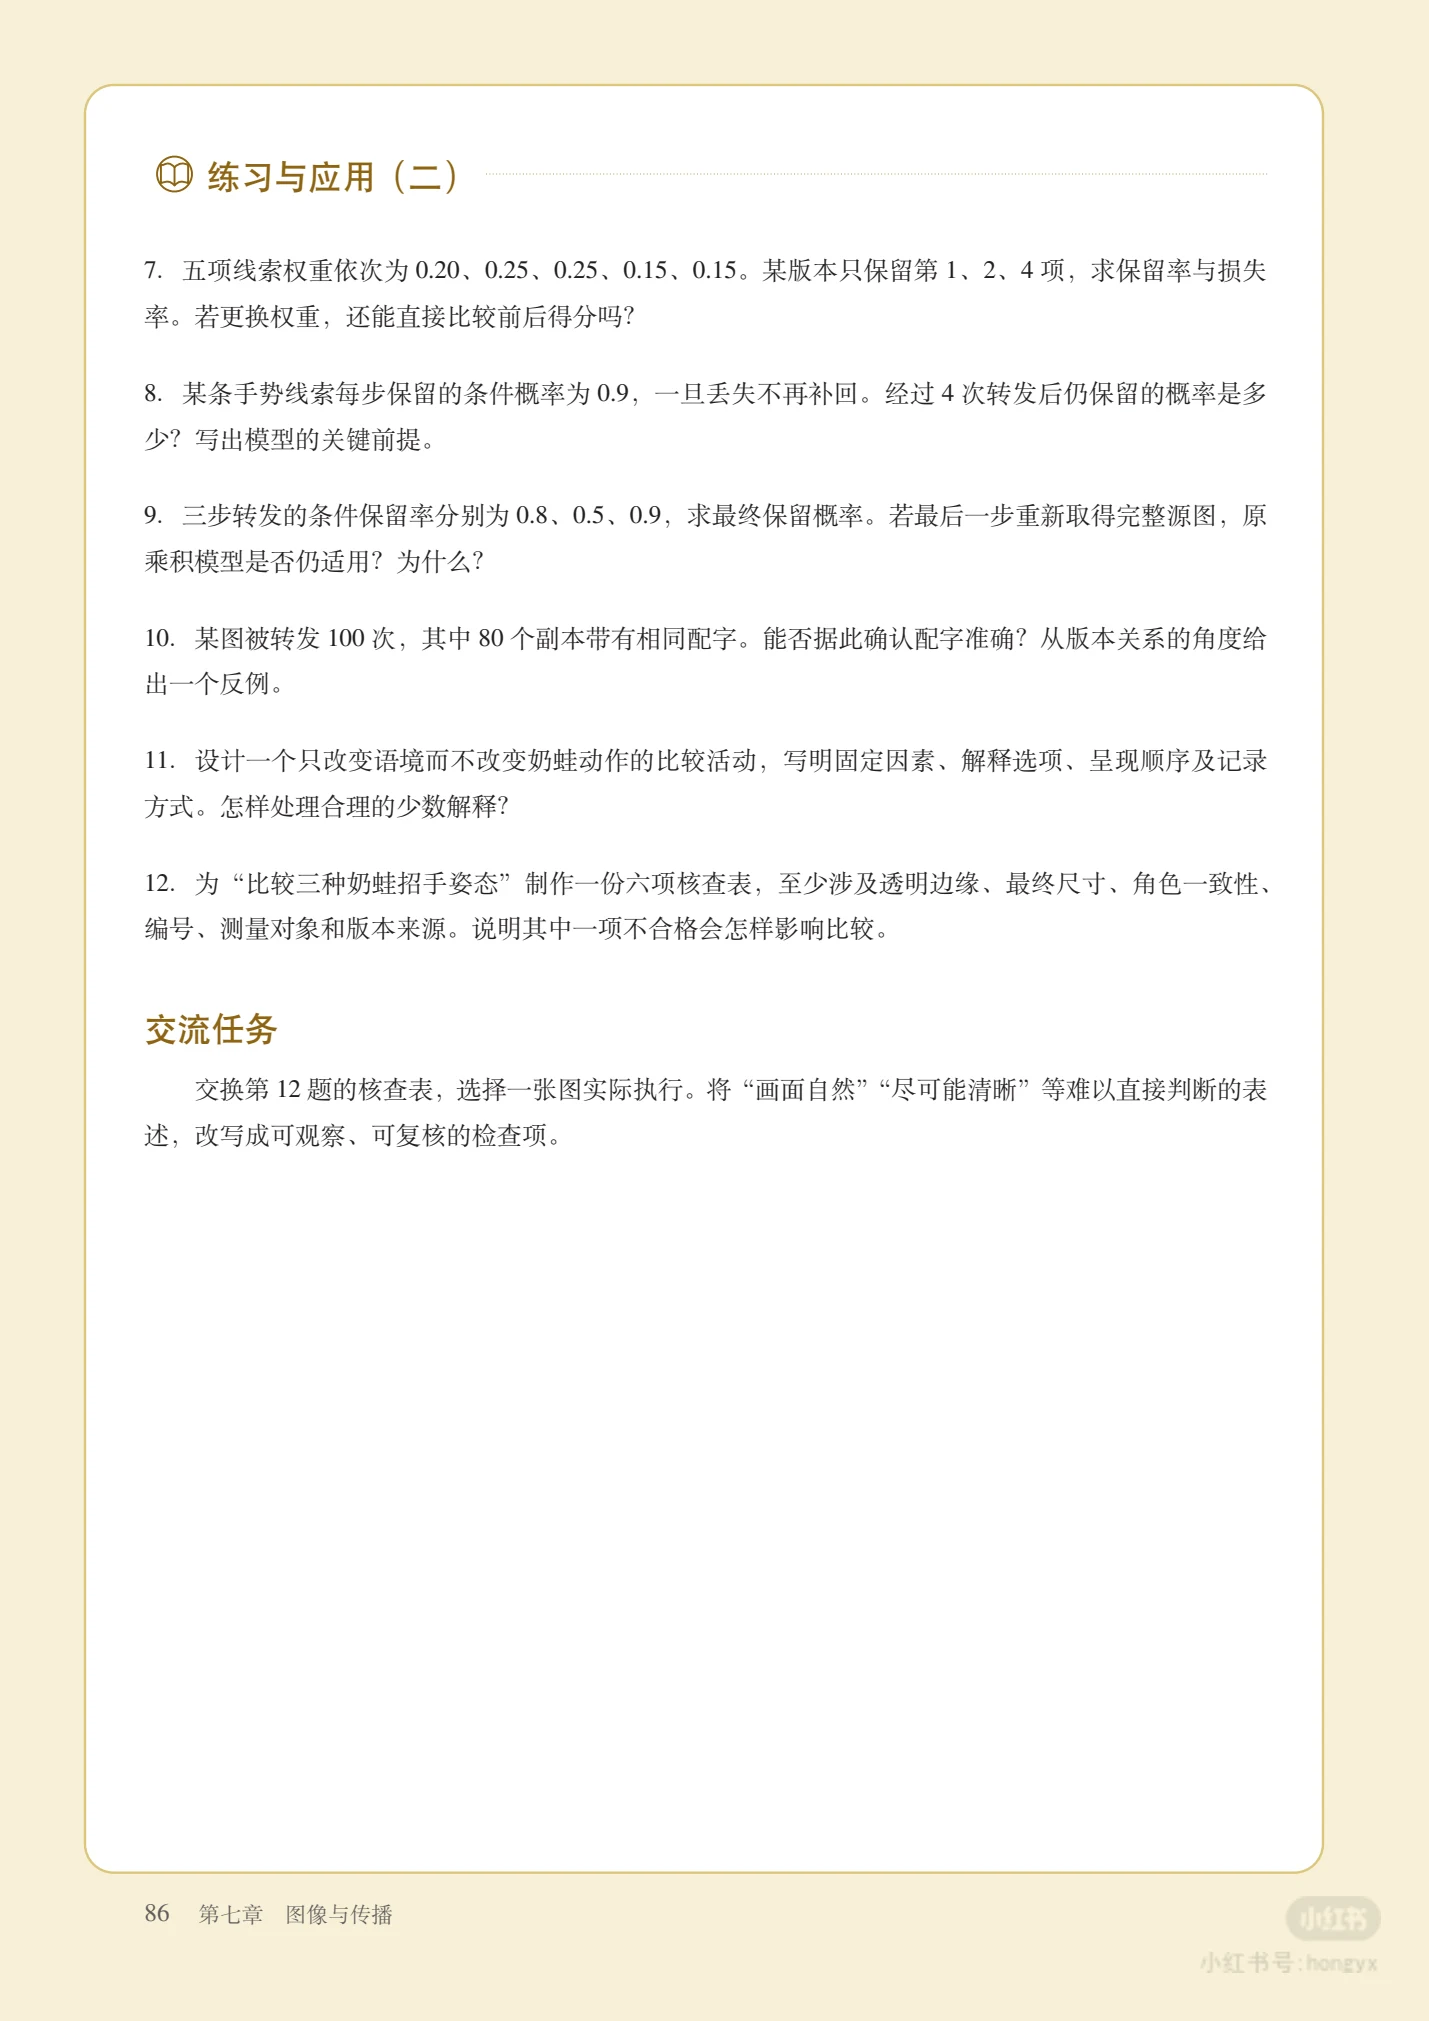 练习与应用（二）
7. 五项线索权重依次为 0.20、0.25、0.25、0.15、0.15。某版本只保留第 1、2、4 项，求保留率与损失
率。若更换权重，还能直接比较前后得分吗？
8. 某条手势线索每步保留的条件概率为 0.9，一旦丢失不再补回。经过 4 次转发后仍保留的概率是多
少？写出模型的关键前提。
9. 三步转发的条件保留率分别为 0.8、0.5、0.9，求最终保留概率。若最后一步重新取得完整源图，原
乘积模型是否仍适用？为什么？
10. 某图被转发 100 次，其中 80 个副本带有相同配字。能否据此确认配字准确？从版本关系的角度给
出一个反例。
11. 设计一个只改变语境而不改变奶蛙动作的比较活动，写明固定因素、解释选项、呈现顺序及记录
方式。怎样处理合理的少数解释？
12. 为“比较三种奶蛙招手姿态”制作一份六项核查表，至少涉及透明边缘、最终尺寸、角色一致性、
编号、测量对象和版本来源。说明其中一项不合格会怎样影响比较。
交流任务
交换第 12 题的核查表，选择一张图实际执行。将“画面自然”“尽可能清晰”等难以直接判断的表
述，改写成可观察、可复核的检查项。
86 第七章 图像与传播
小红书
小红书号:hongyx